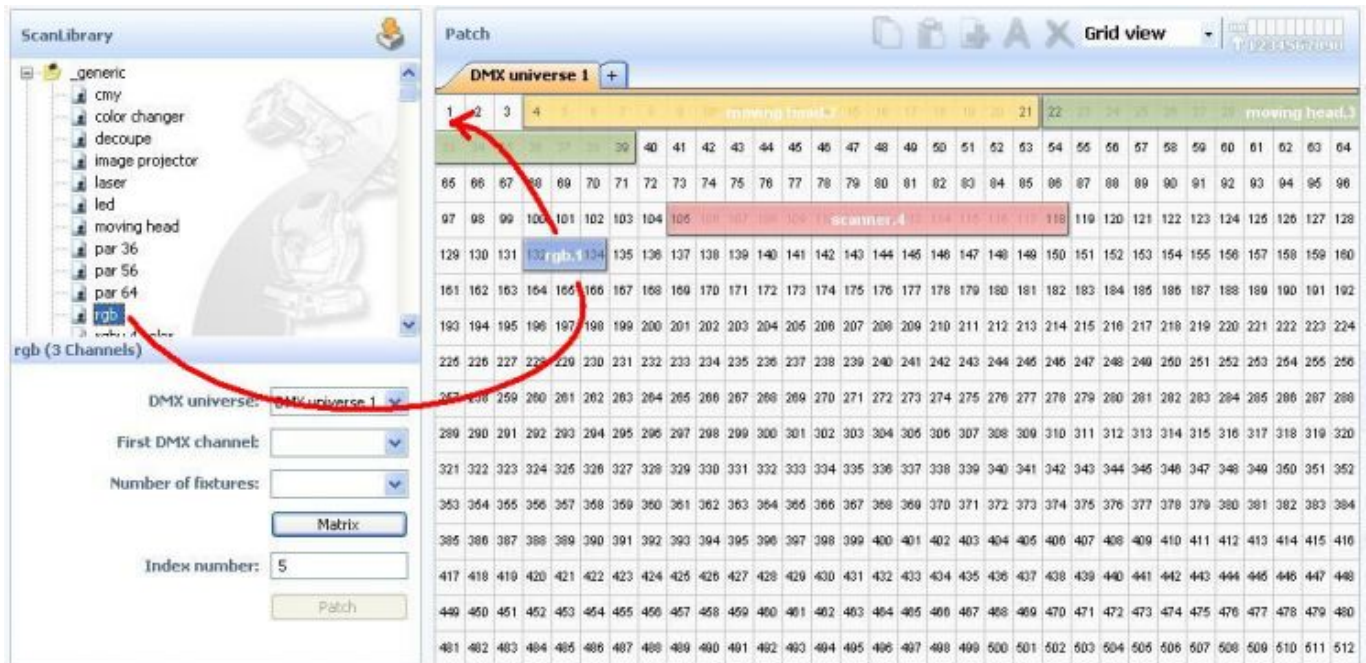 ScanLibrary
_generic
cmy
color changer
decoupe
image projector
laser
led
moving head
par 36
par 56
par 64
rgb
rgb (3 Channels)
DMX universe: DMX universe 1
First DMX channel:
Number of fixtures:
Matrix
Index number: 5
Patch
Patch
Grid view
DMX universe 1 +
1 2 3 4 moving head.2 21 22 moving head.3
39 40 41 42 43 44 45 46 47 48 49 50 51 52 53 54 55 56 57 58 59 60 61 62 63 64
65 66 67 68 69 70 71 72 73 74 75 76 77 78 79 80 81 82 83 84 85 86 87 88 89 90 91 92 93 94 95 96
97 98 99 100 101 102 103 104 105 scanner.4 118 119 120 121 122 123 124 125 126 127 128
129 130 131 132 rgb.1 134 135 136 137 138 139 140 141 142 143 144 145 146 147 148 149 150 151 152 153 154 155 156 157 158 159 160
161 162 163 164 165 166 167 168 169 170 171 172 173 174 175 176 177 178 179 180 181 182 183 184 185 186 187 188 189 190 191 192
193 194 195 196 197 198 199 200 201 202 203 204 205 206 207 208 209 210 211 212 213 214 215 216 217 218 219 220 221 222 223 224
225 226 227 228 229 230 231 232 233 234 235 236 237 238 239 240 241 242 243 244 245 246 247 248 249 250 251 252 253 254 255 256
257 258 259 260 261 262 263 264 265 266 267 268 269 270 271 272 273 274 275 276 277 278 279 280 281 282 283 284 285 286 287 288
289 290 291 292 293 294 295 296 297 298 299 300 301 302 303 304 305 306 307 308 309 310 311 312 313 314 315 316 317 318 319 320
321 322 323 324 325 326 327 328 329 330 331 332 333 334 335 336 337 338 339 340 341 342 343 344 345 346 347 348 349 350 351 352
353 354 355 356 357 358 359 360 361 362 363 364 365 366 367 368 369 370 371 372 373 374 375 376 377 378 379 380 381 382 383 384
385 386 387 388 389 390 391 392 393 394 395 396 397 398 399 400 401 402 403 404 405 406 407 408 409 410 411 412 413 414 415 416
417 418 419 420 421 422 423 424 425 426 427 428 429 430 431 432 433 434 435 436 437 438 439 440 441 442 443 444 445 446 447 448
449 450 451 452 453 454 455 456 457 458 459 460 461 462 463 464 465 466 467 468 469 470 471 472 473 474 475 476 477 478 479 480
481 482 483 484 485 486 487 488 489 490 491 492 493 494 495 496 497 498 499 500 501 502 503 504 505 506 507 508 509 510 511 512